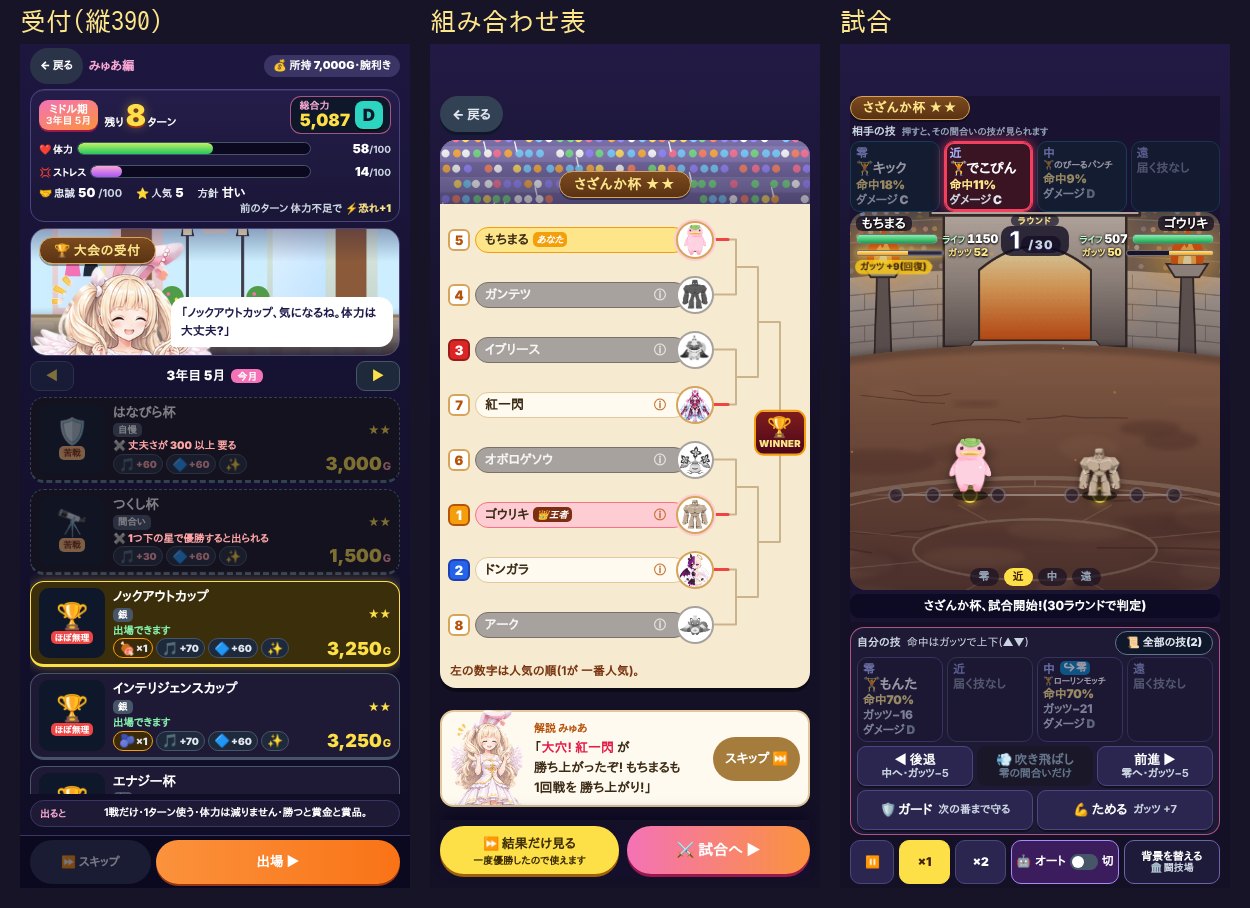 受付(縦390)
← 戻る みゅあ編 所持 7,000G・腕利き
ミドル期
3年目 5月
残り8ターン
総合力
5,087 D
体力 58/100
ストレス 14/100
忠誠 50 /100 人気 5 方針 甘い
前のターン 体力不足で ⚡恐れ+1
大会の受付
「ノックアウトカップ、気になるね。体力は
大丈夫?」
◀ 3年目 5月 今月 ▶
はなびら杯
自慢 ★★
苦戦
✖ 丈夫さが 300 以上 要る
+60 +60 3,000G
つくし杯
間合い ★★
苦戦
✖ 1つ下の星で優勝すると出られる
+30 +60 1,500G
ノックアウトカップ
銀 ★★
ほぼ無理
出場できます
×1 +70 +60 3,250G
インテリジェンスカップ
銀 ★★
ほぼ無理
出場できます
×1 +70 +60 3,250G
エナジー杯
出ると 1戦だけ・1ターン使う・体力は減りません・勝つと賞金と賞品。
⏩ スキップ
出場 ▶
組み合わせ表
← 戻る
さざんか杯 ★★
5 もちまる あなた
4 ガンテツ ⓘ
3 イブリース ⓘ
7 紅一閃 ⓘ
6 オボロゲソウ ⓘ
1 ゴウリキ 王者 ⓘ
2 ドンガラ ⓘ
8 アーク ⓘ
WINNER
左の数字は人気の順(1が 一番人気)。
解説 みゅあ
「大穴! 紅一閃 が
勝ち上がったぞ! もちまるも
1回戦を 勝ち上がり!」
スキップ ⏩
⏩ 結果だけ見る
一度優勝したので使えます
⚔ 試合へ ▶
試合
さざんか杯 ★★
相手の技 押すと、その間合いの技が見られます
零
キック
命中18%
ダメージ C
近
でこぴん
命中11%
ダメージ C
中
のびーるパンチ
命中9%
ダメージ D
遠
届く技なし
もちまる ラウンド ゴウリキ
ライフ 1150 1 /30 ライフ 507
ガッツ 52 ガッツ 50
ガッツ +9(回復)
零 近 中 遠
さざんか杯、試合開始!(30ラウンドで判定)
自分の技 命中はガッツで上下(▲▼) 全部の技(2)
零
もんた
命中70%
ガッツ−16
ダメージ D
近
届く技なし
中 ↪零
ローリンモッチ
命中70%
ガッツ−21
ダメージ D
遠
届く技なし
◀ 後退
中へ・ガッツ−5
吹き飛ばし
零の間合いだけ
前進 ▶
零へ・ガッツ−5
ガード 次の番まで守る
ためる ガッツ +7
⏸ ×1 ×2 オート 切
背景を替える
闘技場